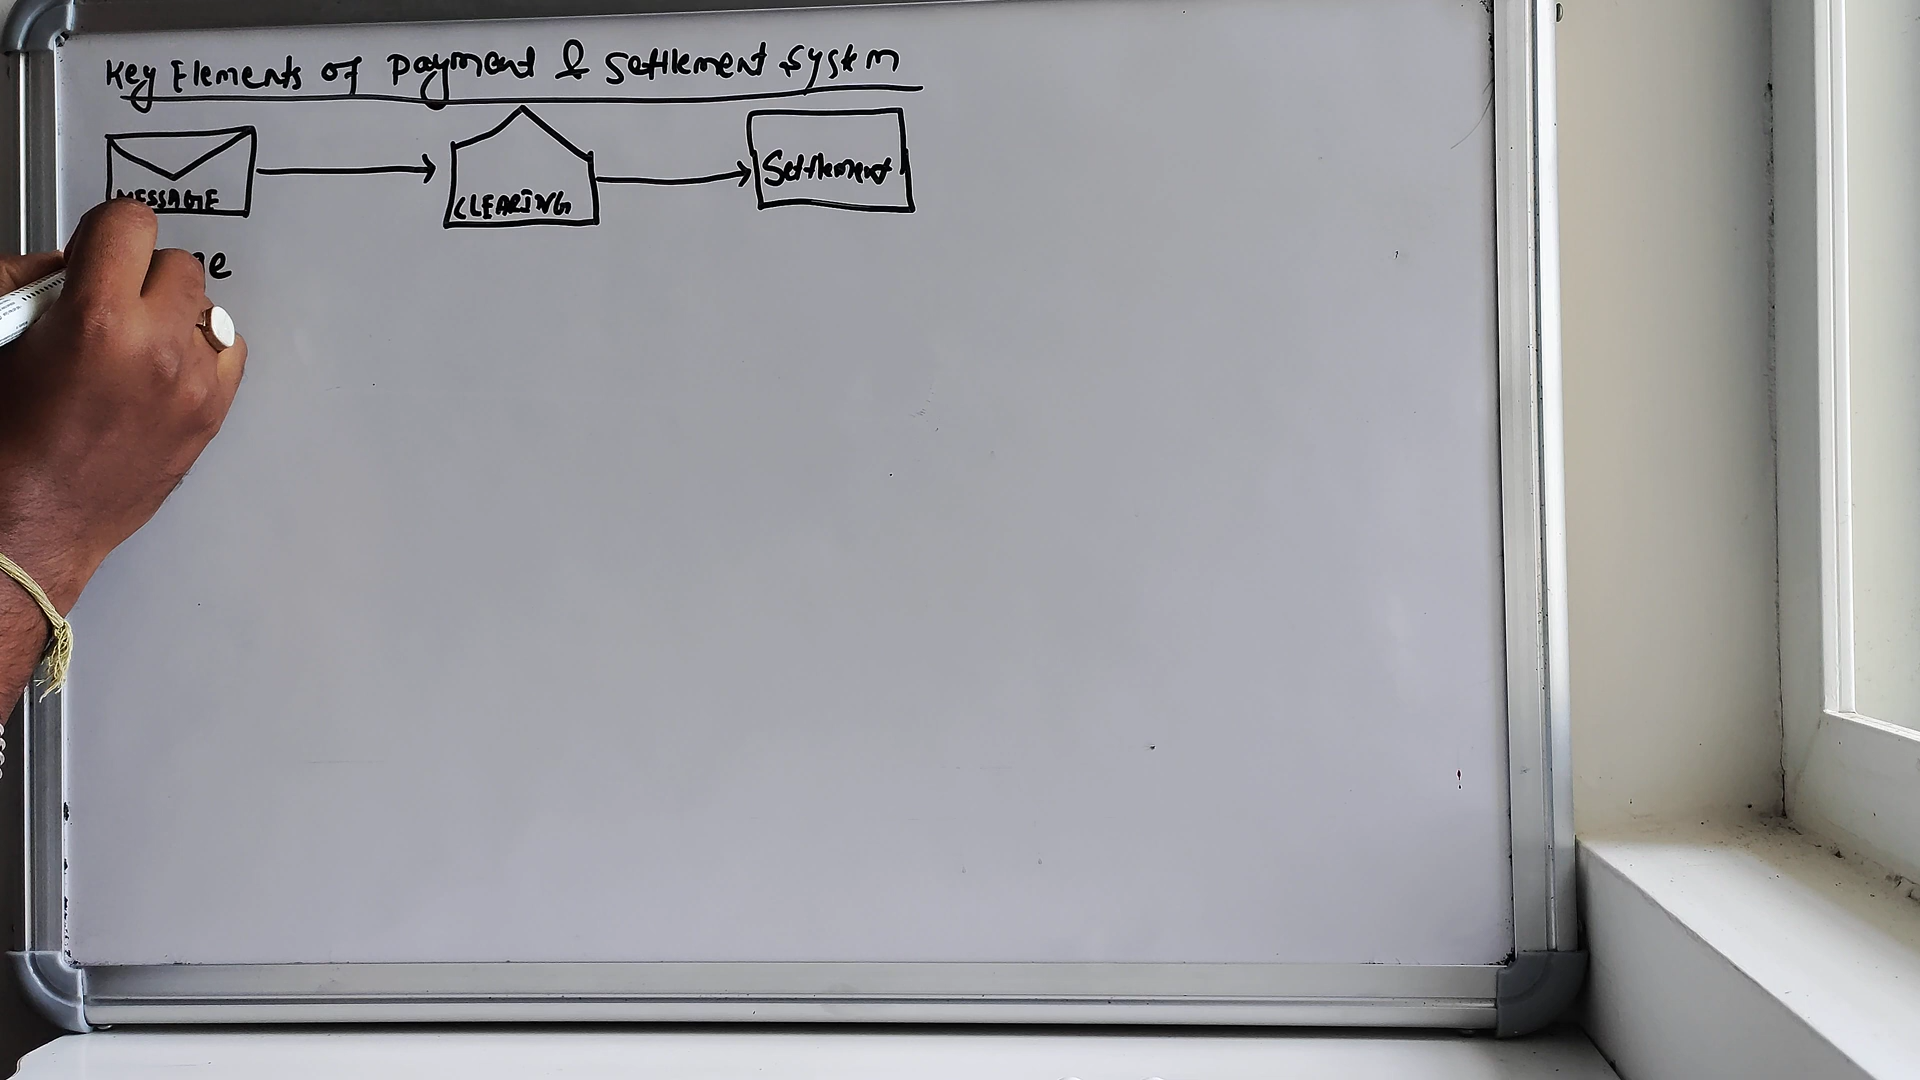 Key Elements of Payment & Settlement System
MESSAGE
CLEARING
Settlement